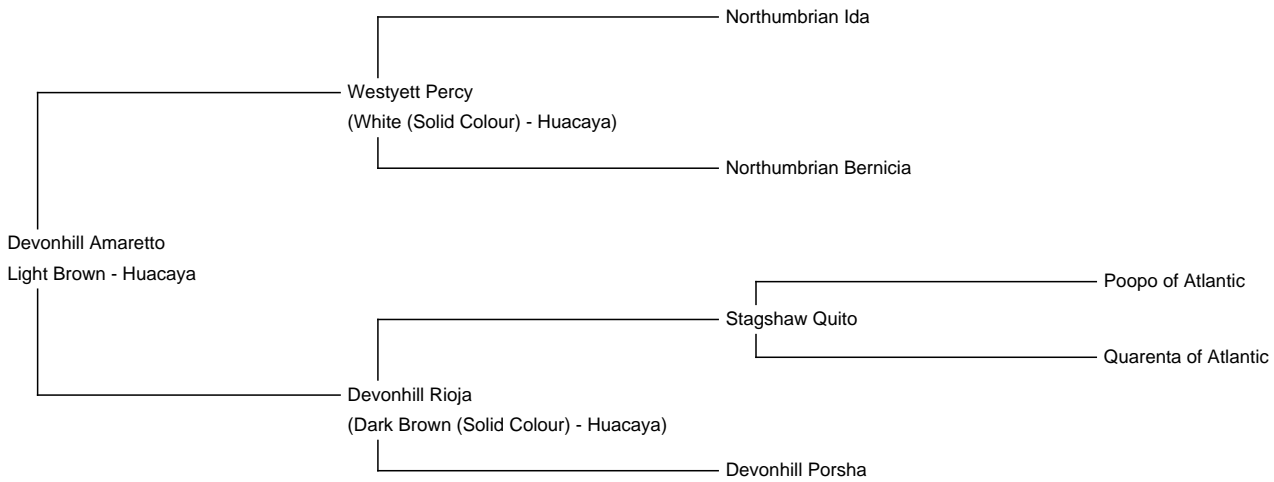 Northumbrian Ida
Westyett Percy
(White (Solid Colour) - Huacaya)
Northumbrian Bernicia
Devonhill Amaretto
Light Brown - Huacaya
Poopo of Atlantic
Stagshaw Quito
Quarenta of Atlantic
Devonhill Rioja
(Dark Brown (Solid Colour) - Huacaya)
Devonhill Porsha